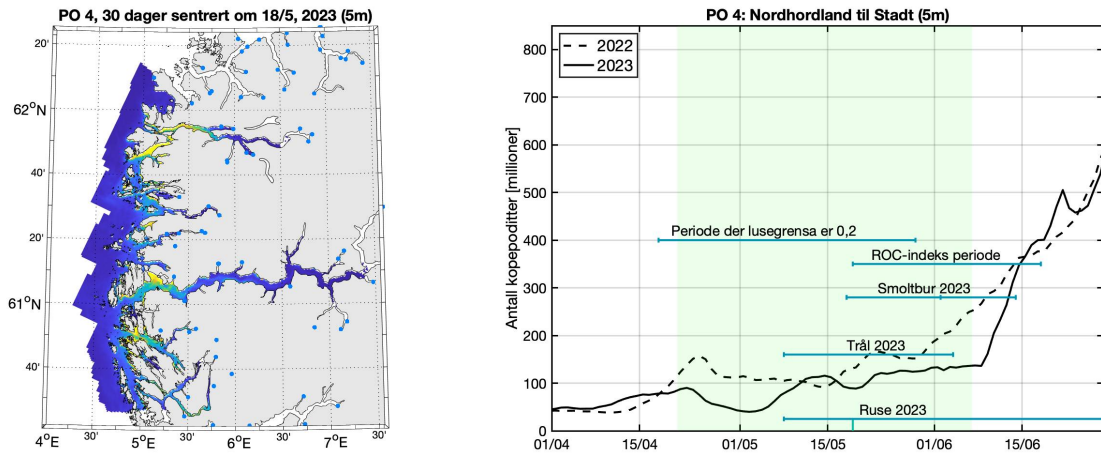 PO 4, 30 dager sentrert om 18/5, 2023 (5m)
20'
62°N
40'
20'
61°N
40'
4°E
30'
5°E
30'
6°E
30'
7°E
PO 4: Nordhordland til Stadt (5m)
Antall kopepoditter [millioner]
800
700
600
500
400
300
200
100
0
2022
2023
Periode der lusegrensa er 0,2
ROC-indeks periode
Smoltbur 2023
Trål 2023
Ruse 2023
01/04
15/04
01/05
15/05
01/06
15/06